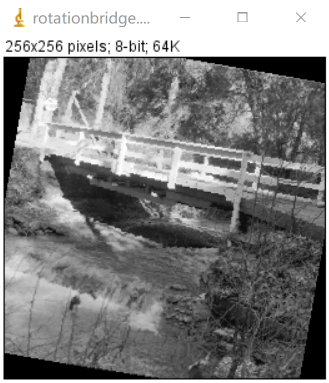 rotationbridge....
256x256 pixels; 8-bit; 64K